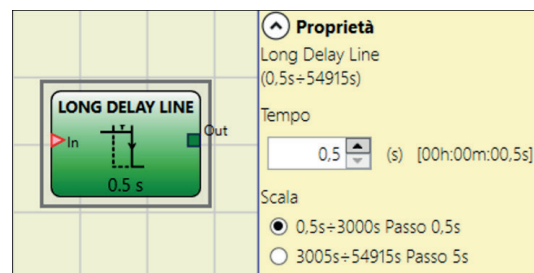 LONG DELAY LINE
In
Out
0.5 s
Proprietà
Long Delay Line
(0,5s÷54915s)
Tempo
0,5 (s) [00h:00m:00,5s]
Scala
0,5s÷3000s Passo 0,5s
3005s÷54915s Passo 5s